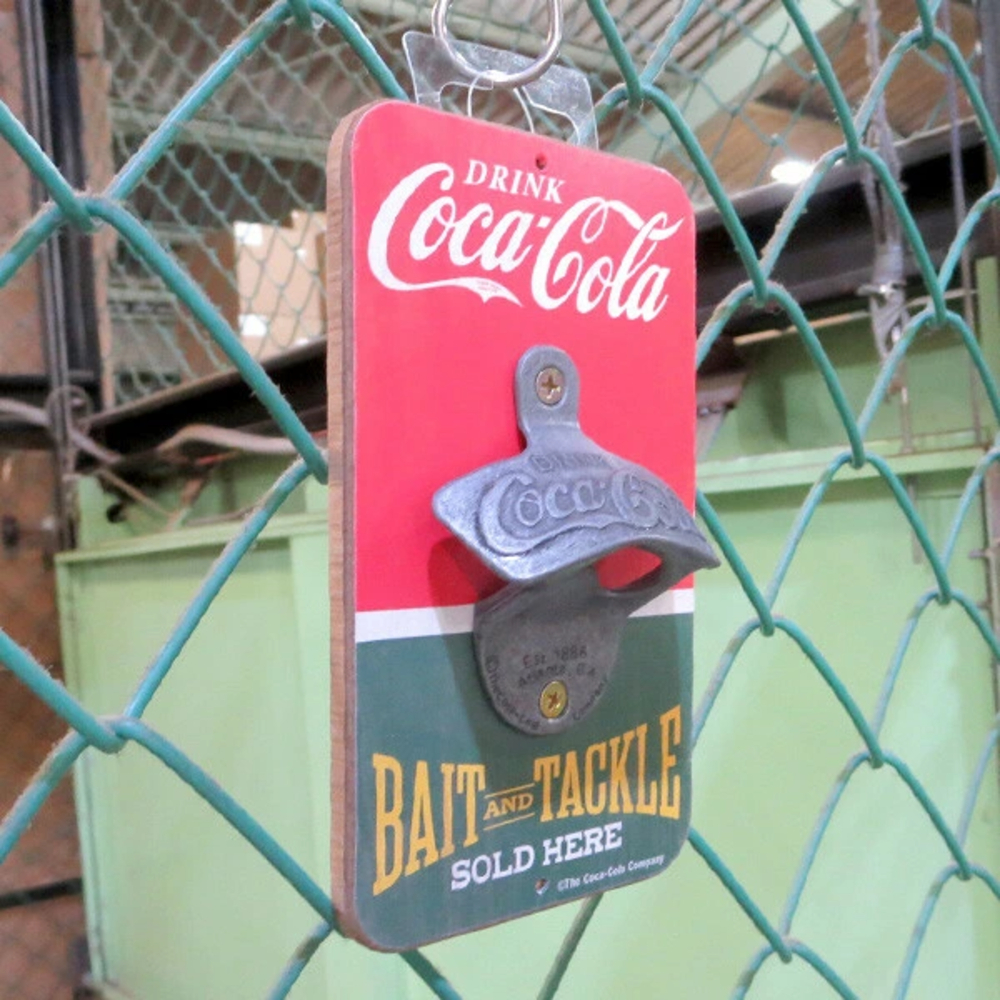 DRINK
Coca-Cola
DRINK
Coca-Cola
EST. 1886
ATLANTA, GA
BAIT AND TACKLE
SOLD HERE
©The Coca-Cola Company